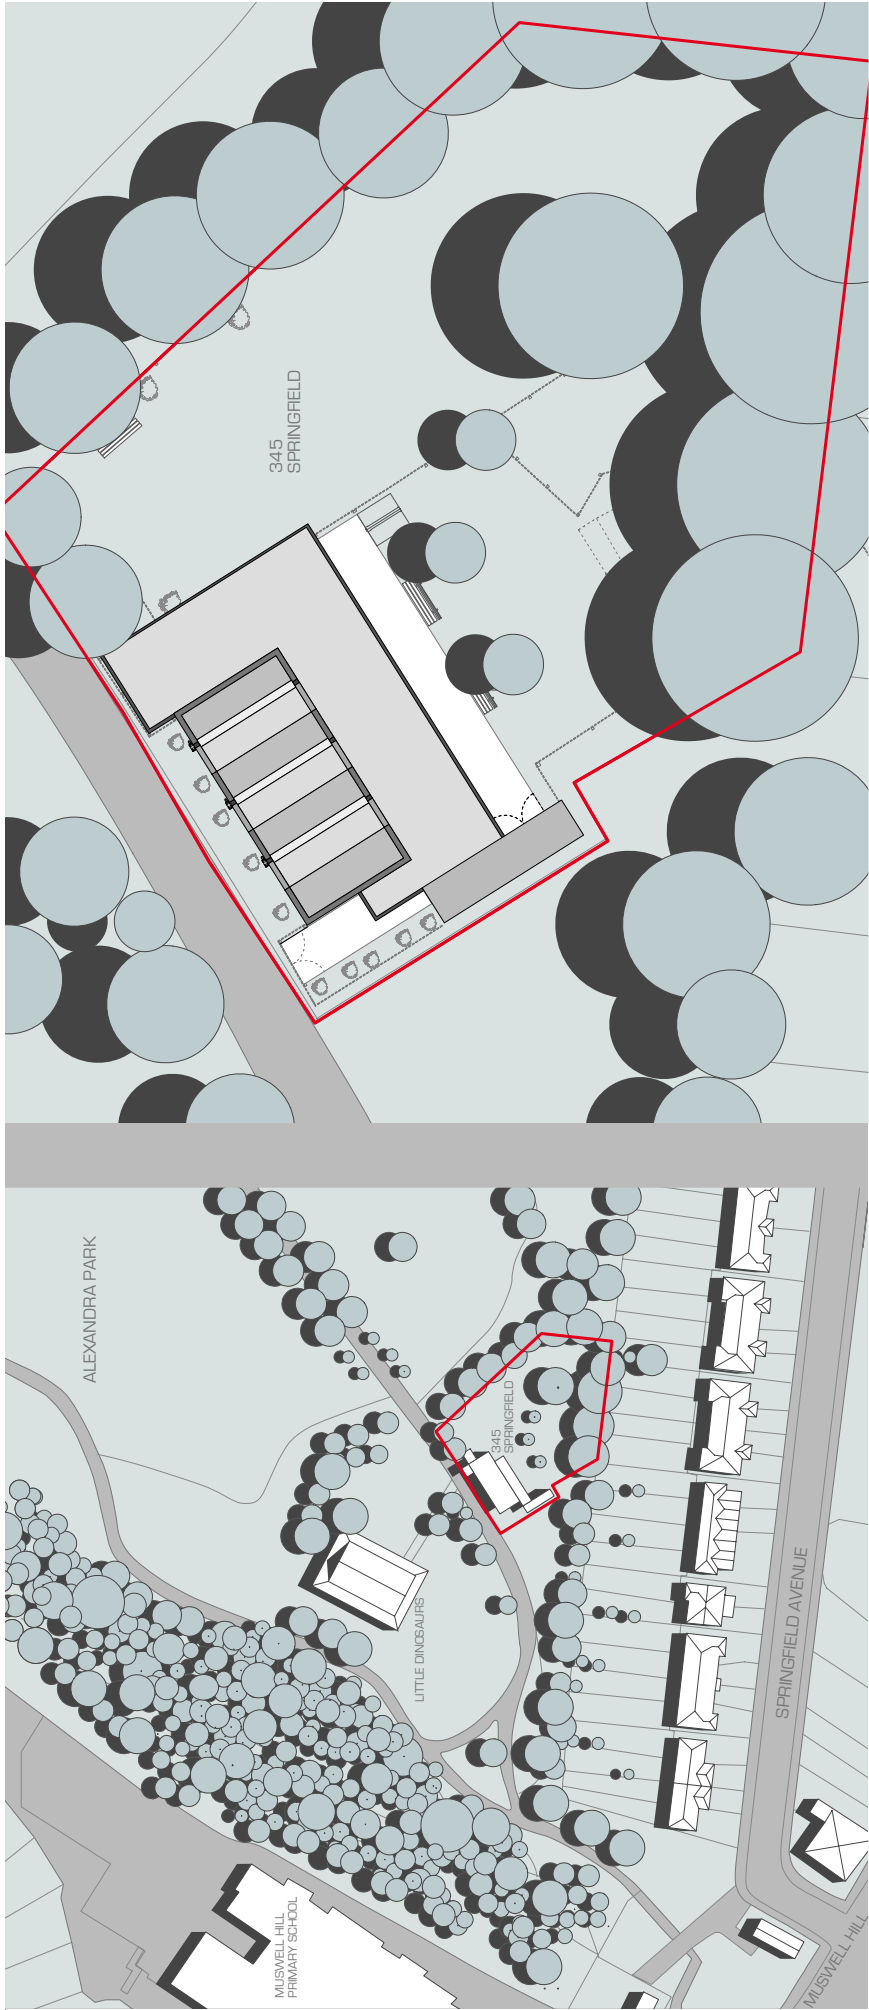 345
SPRINGFIELD
ALEXANDRA PARK
345
SPRINGFIELD
LITTLE DINOSAURS
SPRINGFIELD AVENUE
MUSWELL HILL
PRIMARY SCHOOL
MUSWELL HILL